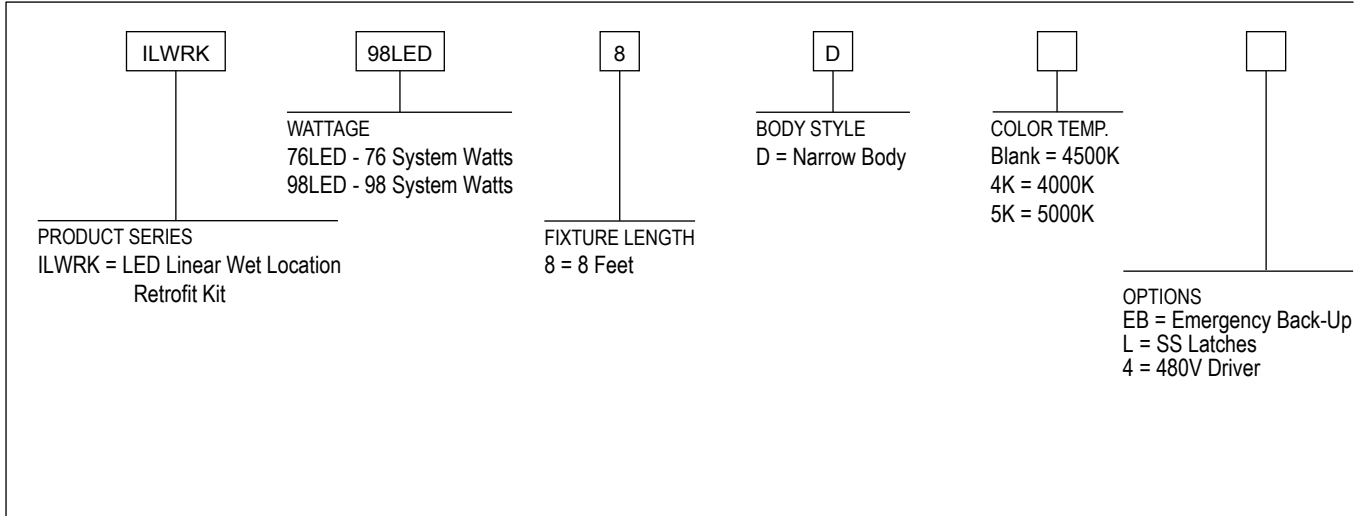 ILWRK
98LED
8
D
WATTAGE
76LED - 76 System Watts
98LED - 98 System Watts
BODY STYLE
D = Narrow Body
COLOR TEMP.
Blank = 4500K
4K = 4000K
5K = 5000K
PRODUCT SERIES
ILWRK = LED Linear Wet Location
Retrofit Kit
FIXTURE LENGTH
8 = 8 Feet
OPTIONS
EB = Emergency Back-Up
L = SS Latches
4 = 480V Driver